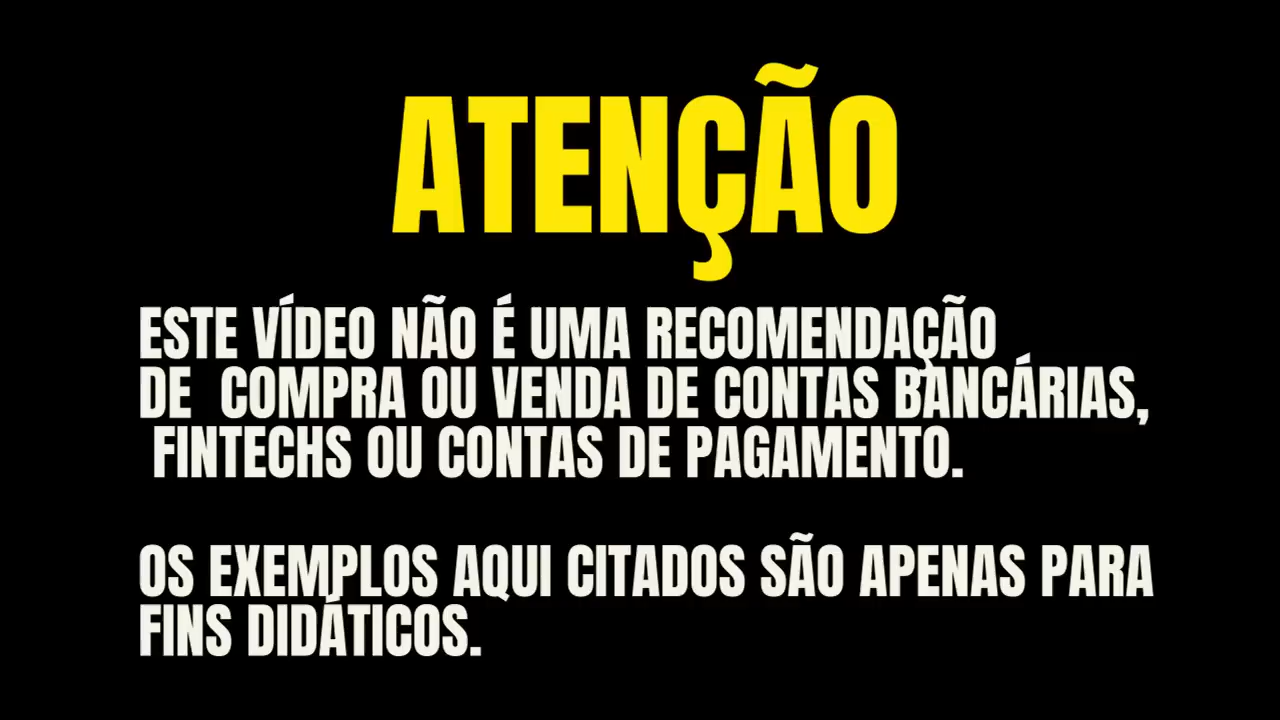 ATENÇÃO
ESTE VÍDEO NÃO É UMA RECOMENDAÇÃO
DE COMPRA OU VENDA DE CONTAS BANCÁRIAS,
FINTECHS OU CONTAS DE PAGAMENTO.
OS EXEMPLOS AQUI CITADOS SÃO APENAS PARA
FINS DIDÁTICOS.